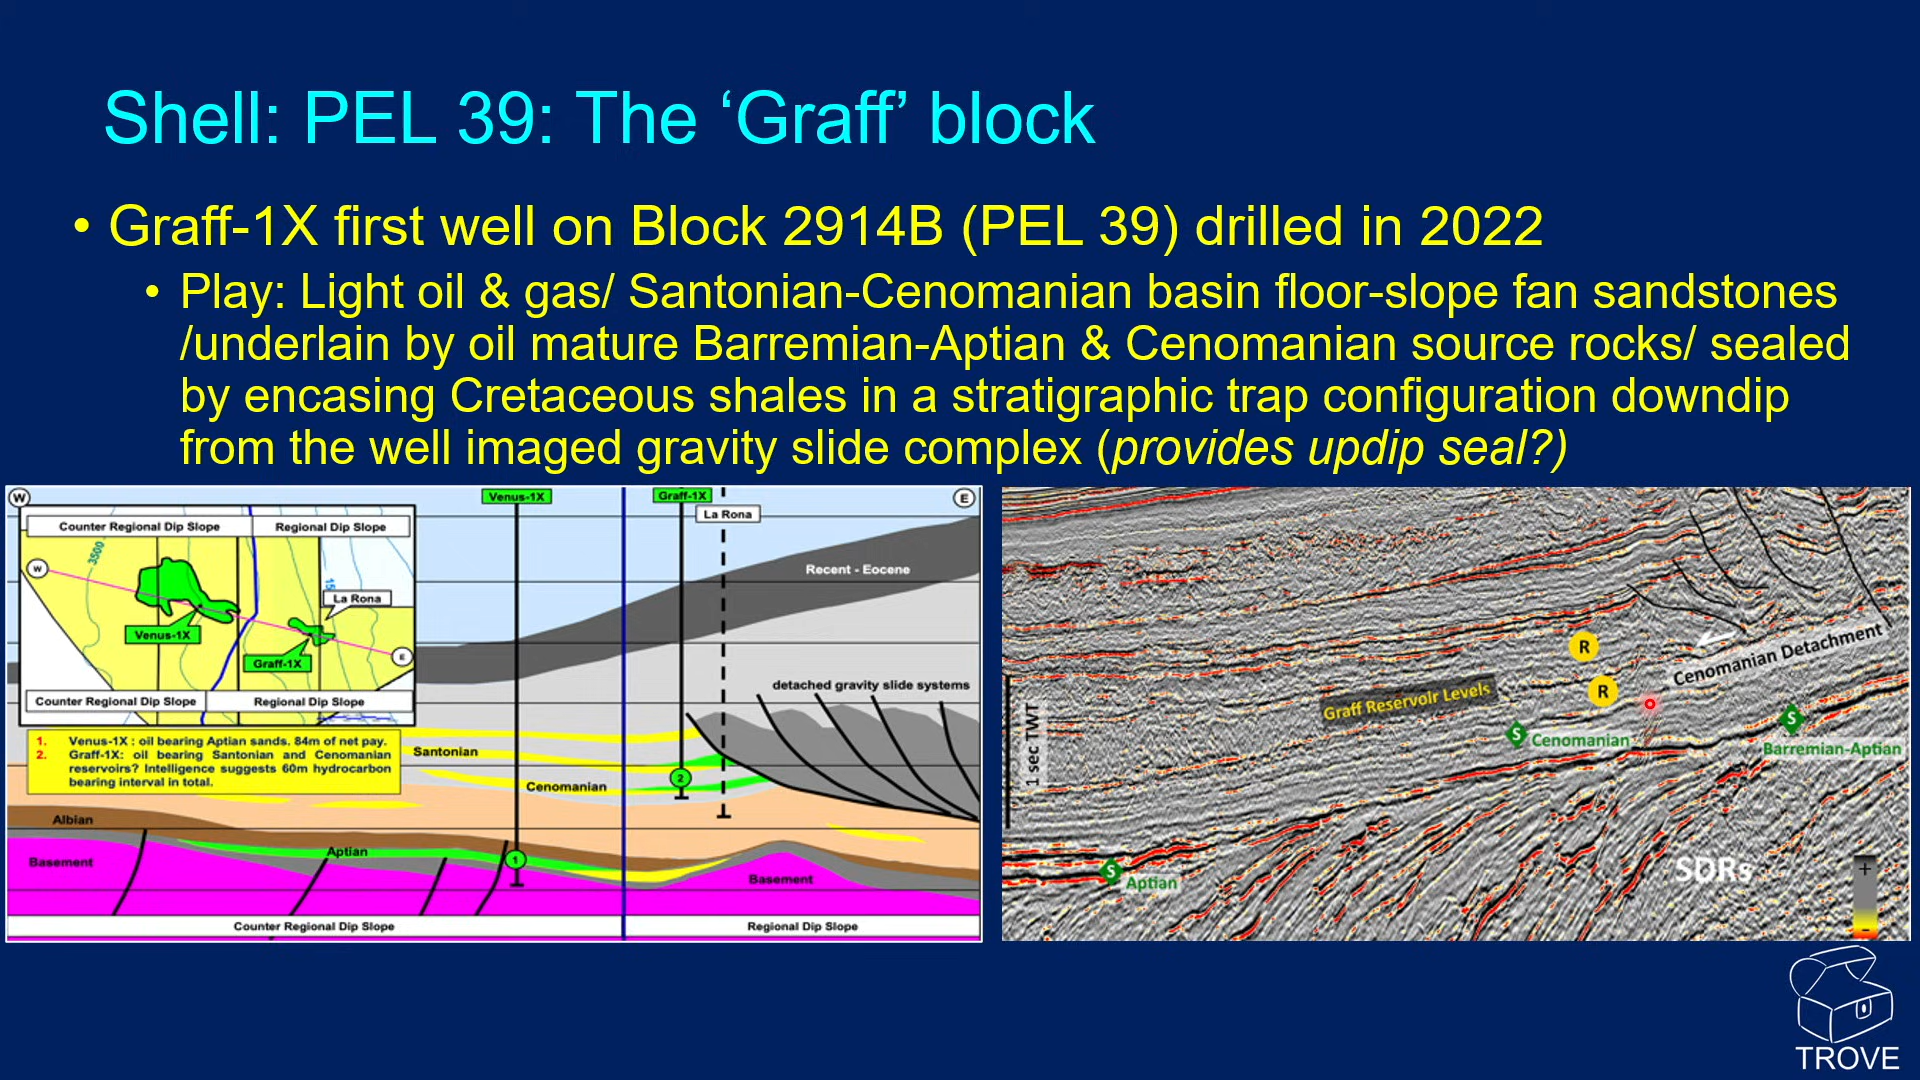 Shell: PEL 39: The ‘Graff’ block
• Graff-1X first well on Block 2914B (PEL 39) drilled in 2022
• Play: Light oil & gas/ Santonian-Cenomanian basin floor-slope fan sandstones
/underlain by oil mature Barremian-Aptian & Cenomanian source rocks/ sealed
by encasing Cretaceous shales in a stratigraphic trap configuration downdip
from the well imaged gravity slide complex (provides updip seal?)
W
Venus-1X
Graff-1X
La Rona
E
Counter Regional Dip Slope
Regional Dip Slope
3500
W
15
La Rona
Venus-1X
Graff-1X
E
Counter Regional Dip Slope
Regional Dip Slope
Recent - Eocene
detached gravity slide systems
1. Venus-1X : oil bearing Aptian sands. 84m of net pay.
2. Graff-1X: oil bearing Santonian and Cenomanian
reservoirs? Intelligence suggests 60m hydrocarbon
bearing interval in total.
Santonian
2
Cenomanian
Albian
Aptian
1
Basement
Basement
Counter Regional Dip Slope
Regional Dip Slope
R
Cenomanian Detachment
R
Graff Reservoir Levels
1 sec TWT
S
Cenomanian
S
Barremian-Aptian
S
Aptian
SDRs
+
-
TROVE